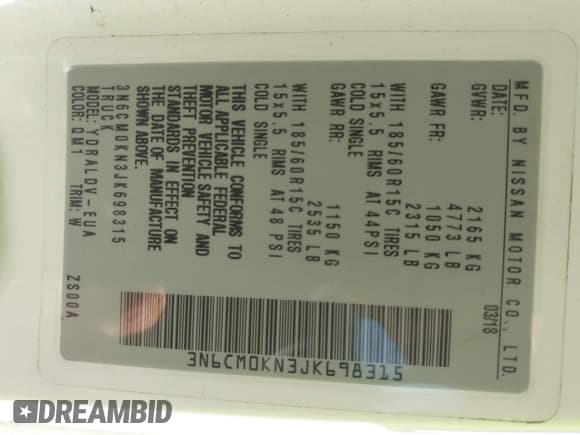 MFD. BY NISSAN MOTOR CO., LTD.
03/18
GVWR: 2165 KG
4773 LB
GAWR FR: 1050 KG
2315 LB
WITH 185/60R15C TIRES
15x5.5 RIMS AT 44PSI
COLD SINGLE
GAWR RR: 1150 KG
2535 LB
WITH 185/60R15C TIRES
15x5.5 RIMS AT 48 PSI
COLD SINGLE
THIS VEHICLE CONFORMS TO
ALL APPLICABLE FEDERAL
MOTOR VEHICLE SAFETY AND
THEFT PREVENTION
STANDARDS IN EFFECT ON
THE DATE OF MANUFACTURE
SHOWN ABOVE.
3N6CM0KN3JK698315
TRUCK
MODEL: YDRALDV-EUA
COLOR: QM1 TRIM: W
ZS00A
3N6CM0KN3JK698315
DREAMBID